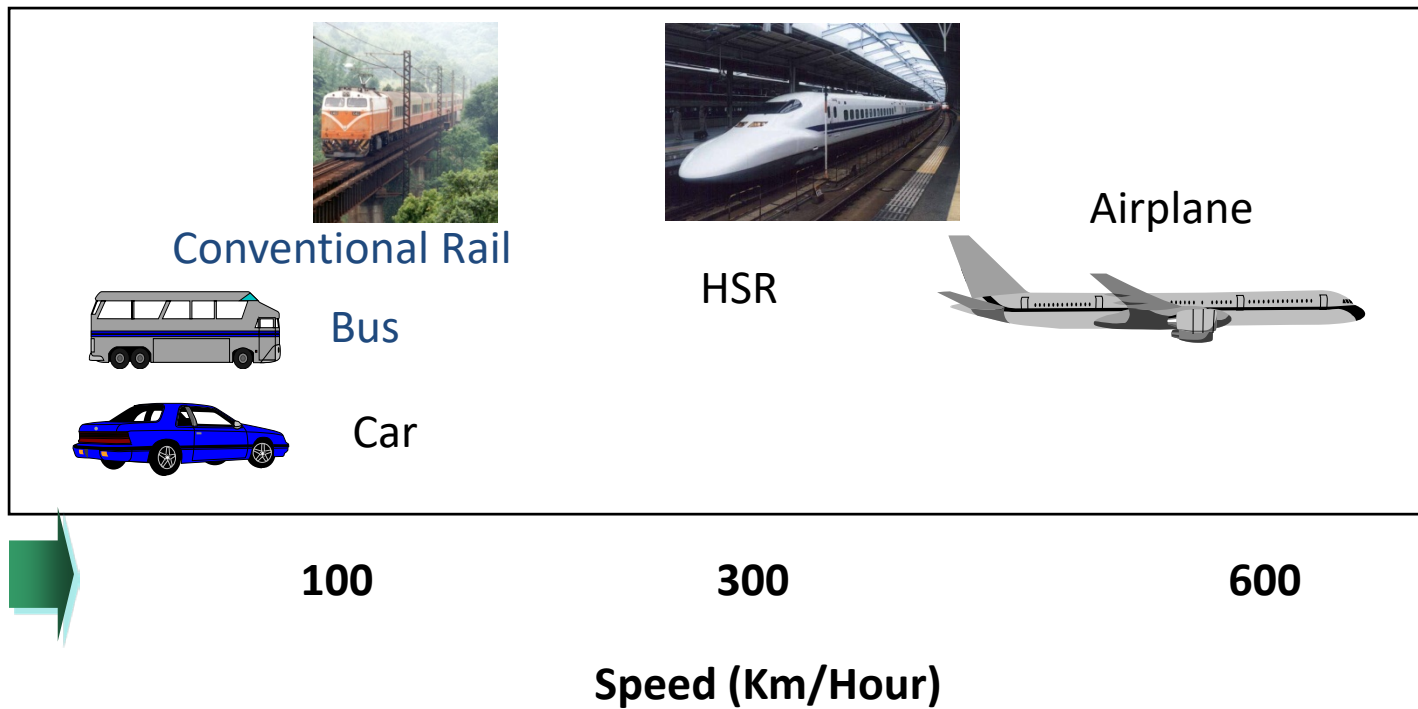 Airplane
Conventional Rail
HSR
Bus
Car
100 300 600
Speed (Km/Hour)